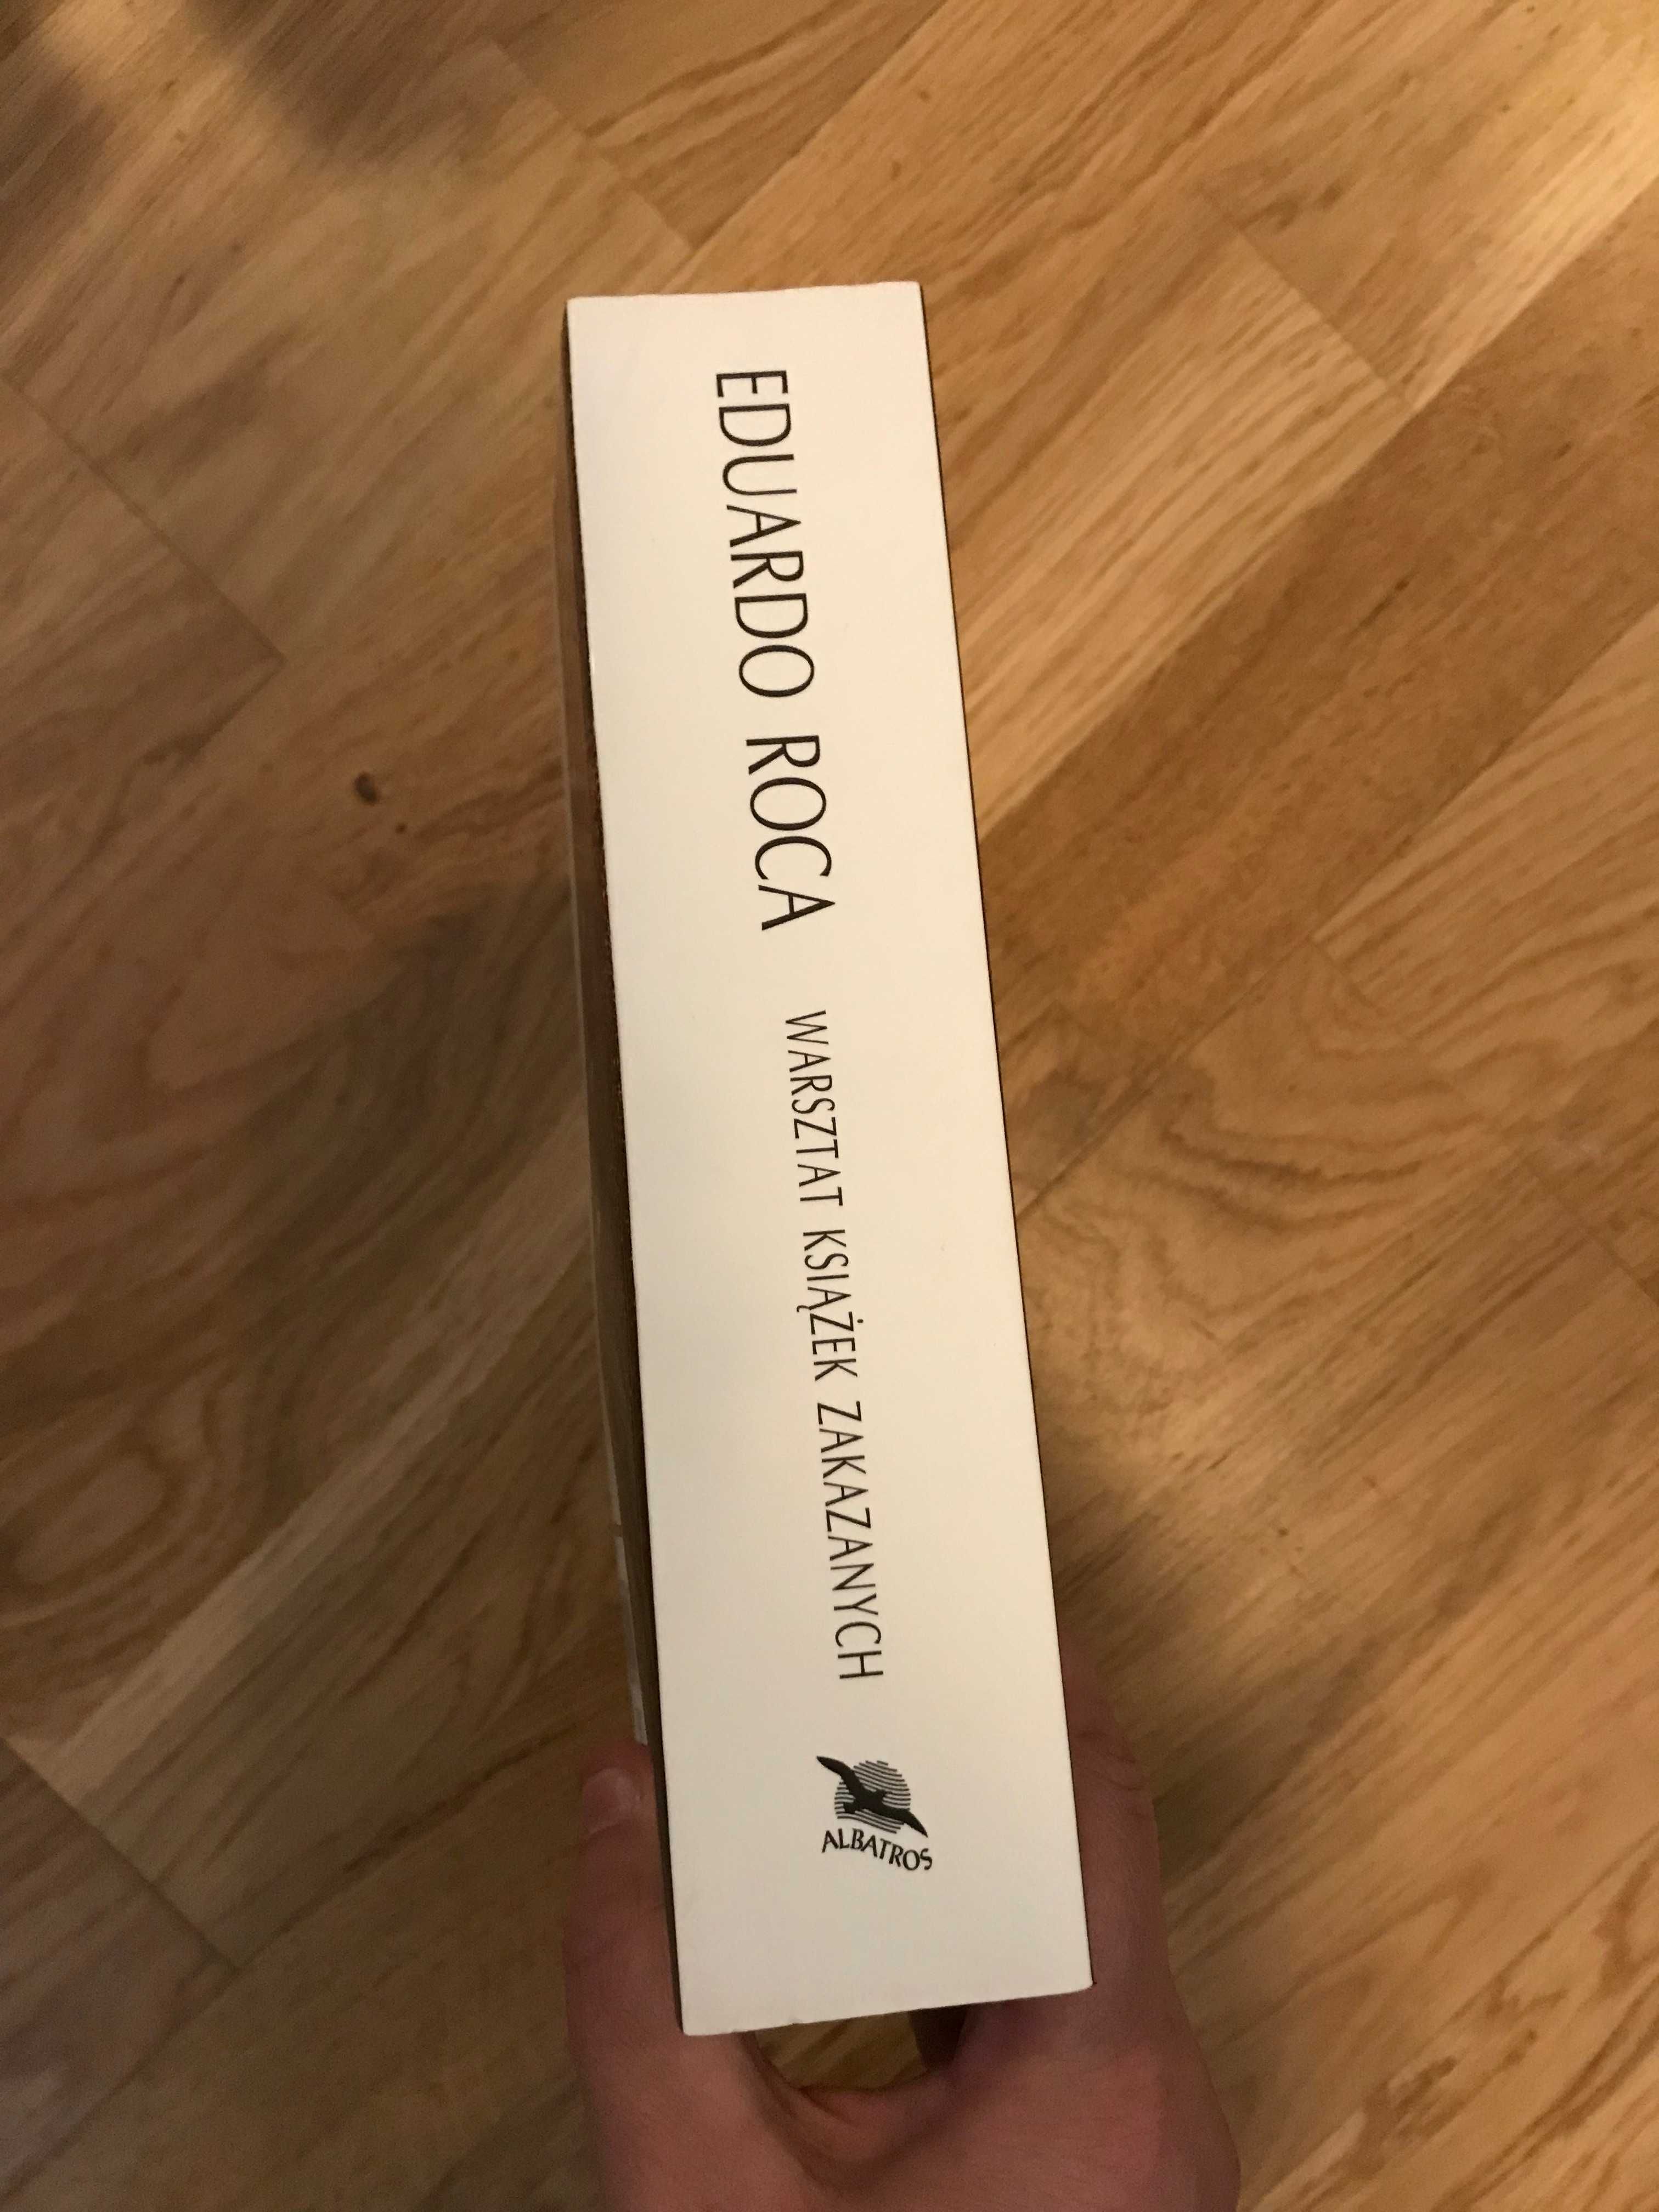 EDUARDO ROCA
WARSZTAT KSIĄŻEK ZAKAZANYCH
ALBATROS